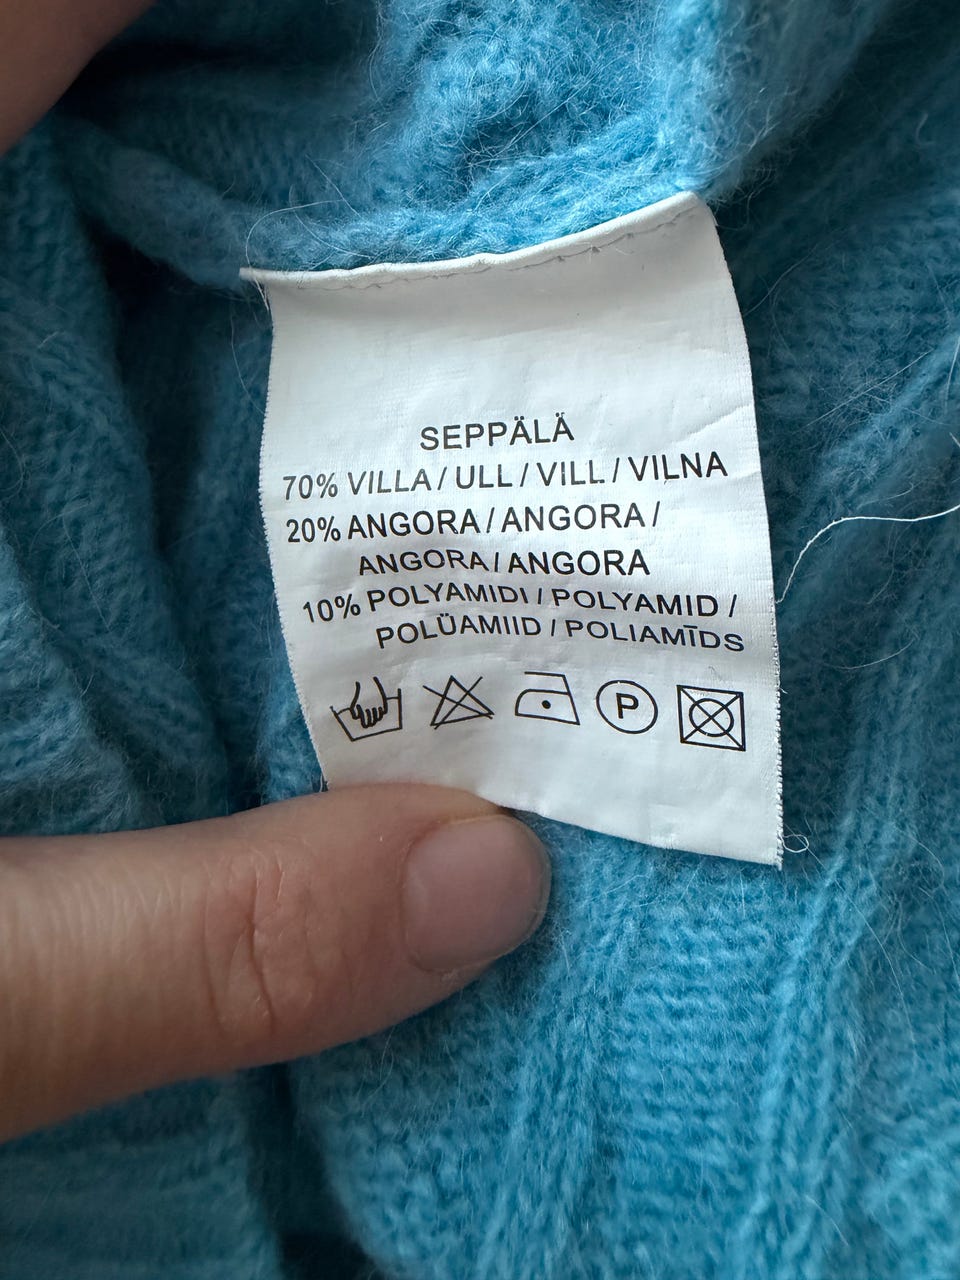 SEPPÄLÄ
70% VILLA / ULL / VILL / VILNA
20% ANGORA / ANGORA /
ANGORA / ANGORA
10% POLYAMIDI / POLYAMID /
POLÜAMIID / POLIAMĪDS
P